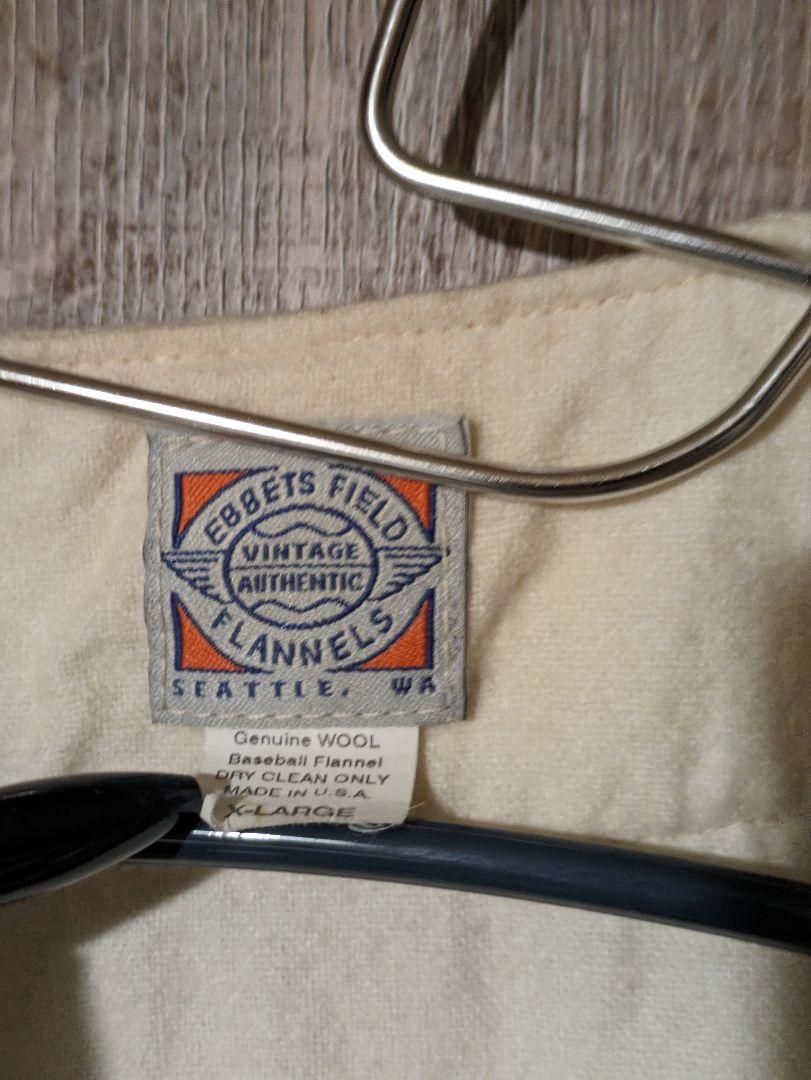 EBBETS FIELD
VINTAGE
AUTHENTIC
FLANNELS
SEATTLE, WA
Genuine WOOL
Baseball Flannel
DRY CLEAN ONLY
MADE IN U.S.A.
X-LARGE